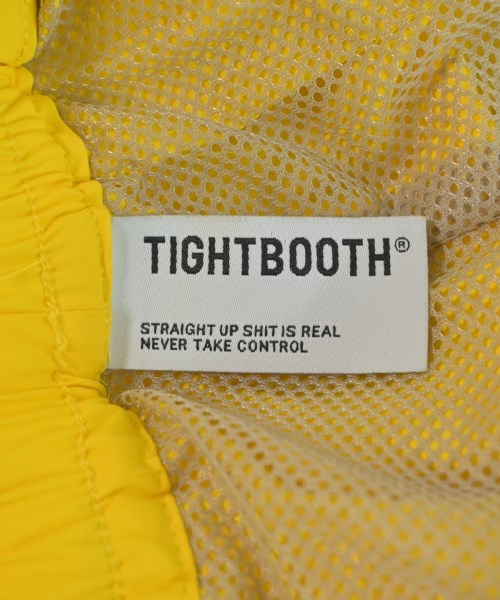 TIGHTBOOTH®
STRAIGHT UP SHIT IS REAL
NEVER TAKE CONTROL